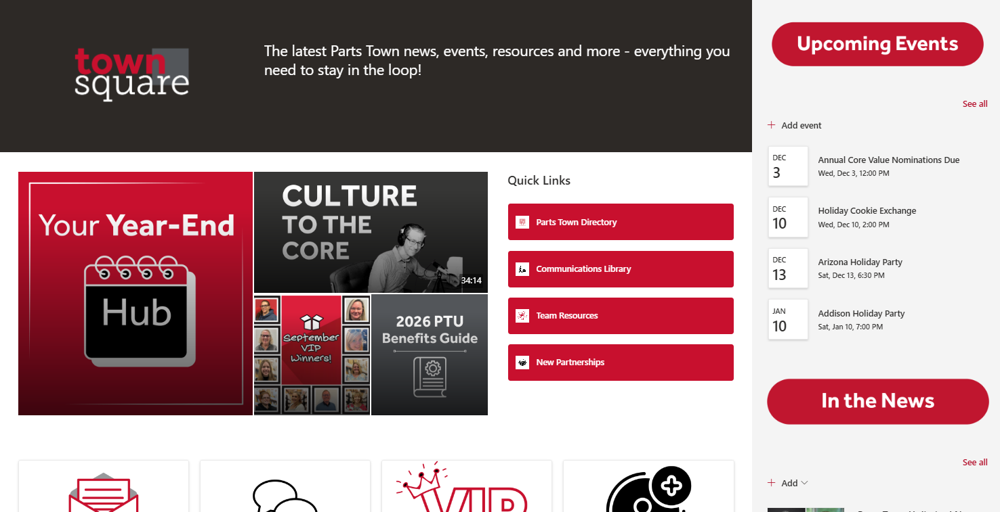 town
square
The latest Parts Town news, events, resources and more - everything you
need to stay in the loop!
Your Year-End
Hub
CULTURE
TO THE
CORE
34:14
September
VIP
Winners!
2026 PTU
Benefits Guide
Quick Links
Parts Town Directory
Communications Library
Team Resources
New Partnerships
VIP
Upcoming Events
See all
+ Add event
DEC
3
Annual Core Value Nominations Due
Wed, Dec 3, 12:00 PM
DEC
10
Holiday Cookie Exchange
Wed, Dec 10, 2:00 PM
DEC
13
Arizona Holiday Party
Sat, Dec 13, 6:30 PM
JAN
10
Addison Holiday Party
Sat, Jan 10, 7:00 PM
In the News
See all
+ Add